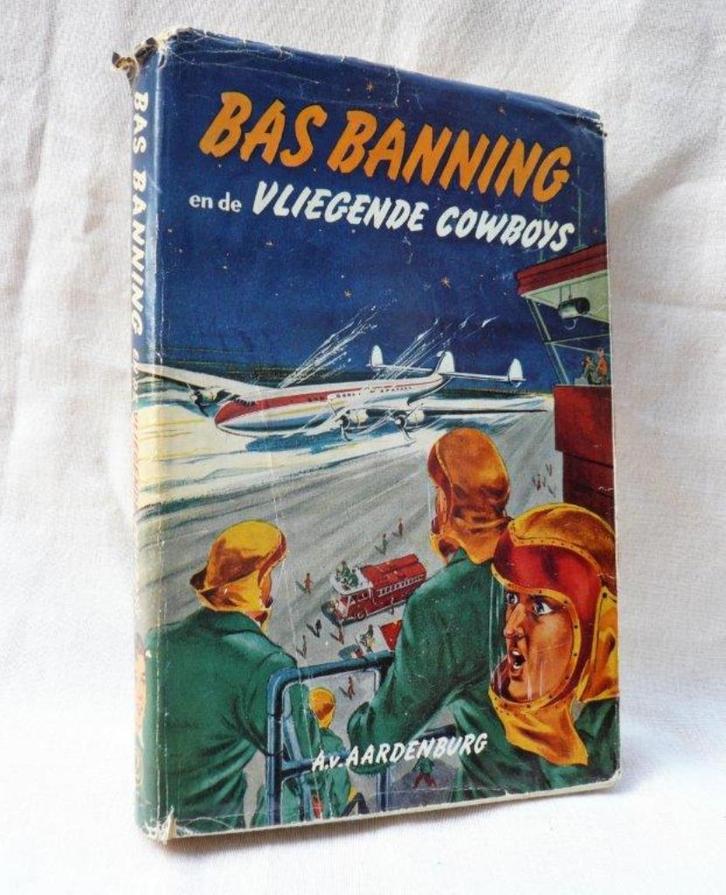 BAS BANNING
en de VLIEGENDE COWBOYS
A.v. AARDENBURG
BAS BANNING